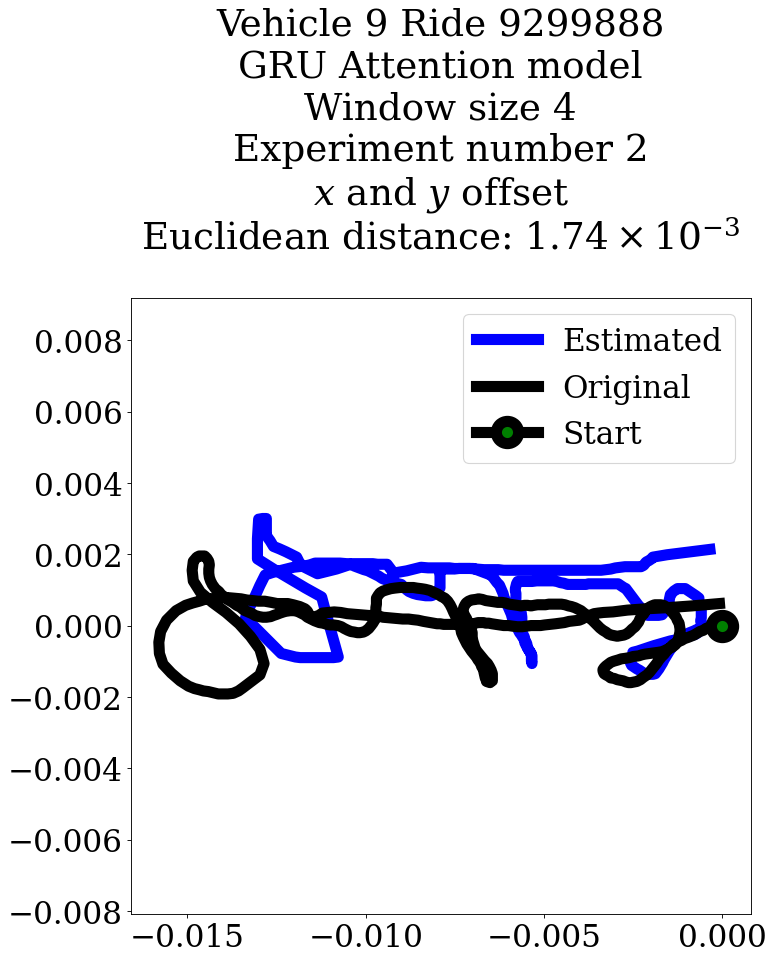 Vehicle 9 Ride 9299888
GRU Attention model
Window size 4
Experiment number 2
x and y offset
Euclidean distance: 1.74 × 10⁻³
Estimated
Original
Start
0.008
0.006
0.004
0.002
0.000
−0.002
−0.004
−0.006
−0.008
−0.015 −0.010 −0.005 0.000